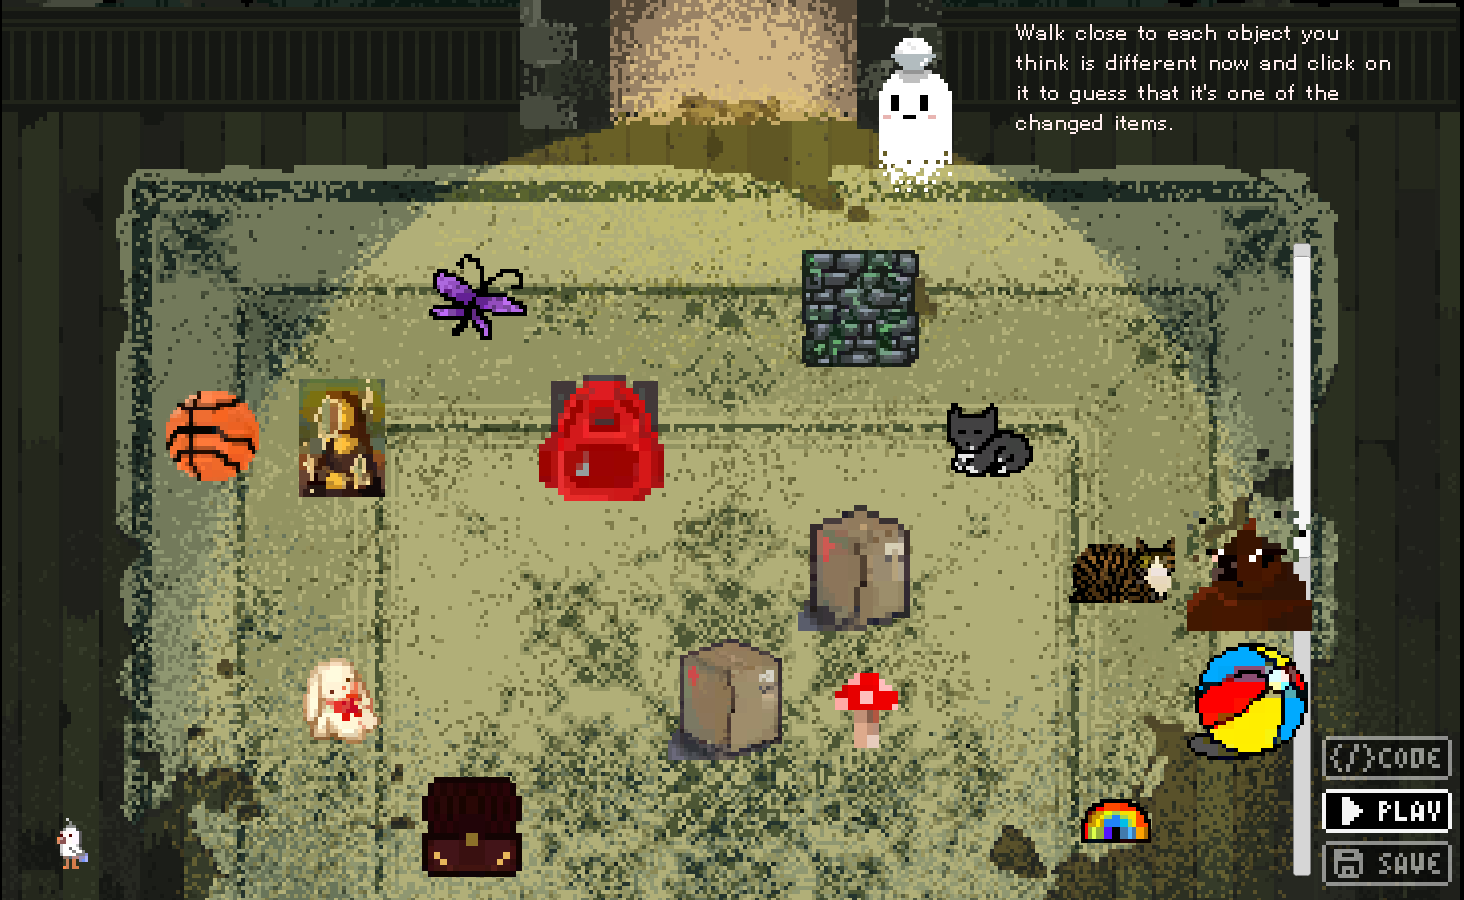 Walk close to each object you
think is different now and click on
it to guess that it's one of the
changed items.
{/}CODE
PLAY
SAVE